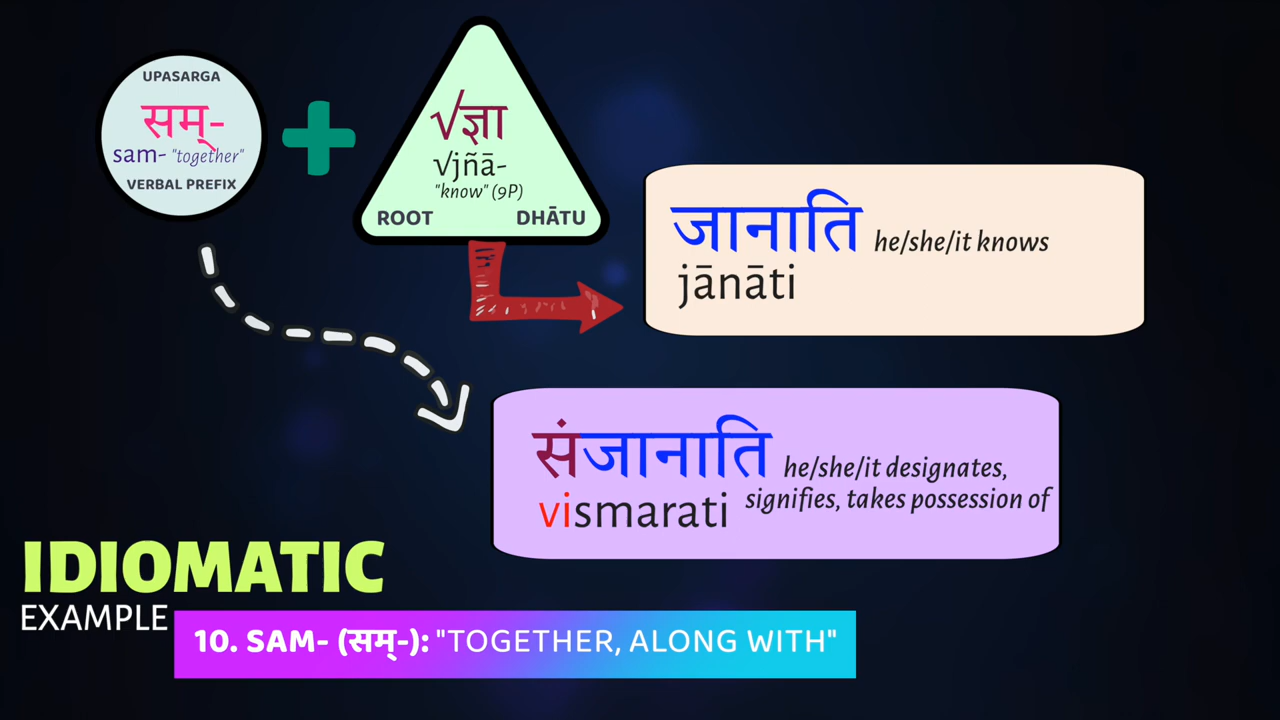 UPASARGA
सम्-
sam- "together"
VERBAL PREFIX
√ज्ञा
√jñā-
"know" (9P)
ROOT DHĀTU
जानाति he/she/it knows
jānāti
संजानाति he/she/it designates,
vismarati signifies, takes possession of
IDIOMATIC
EXAMPLE
10. SAM- (सम्-): "TOGETHER, ALONG WITH"